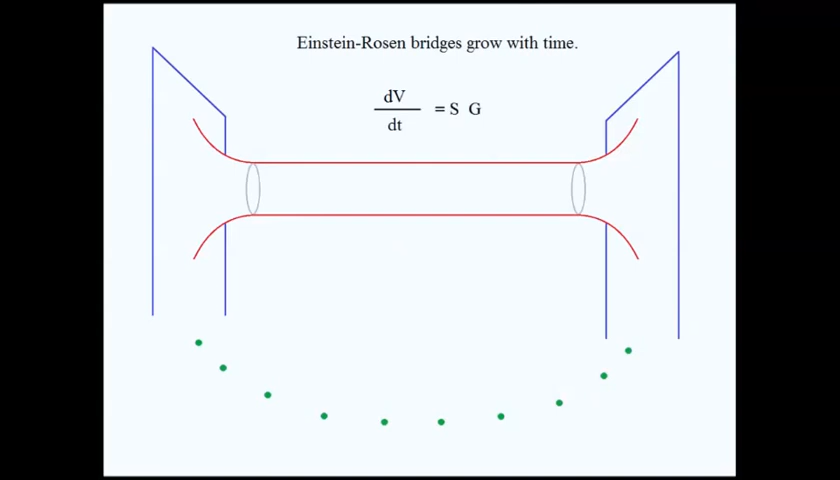 Einstein-Rosen bridges grow with time.
dV
dt
= S G